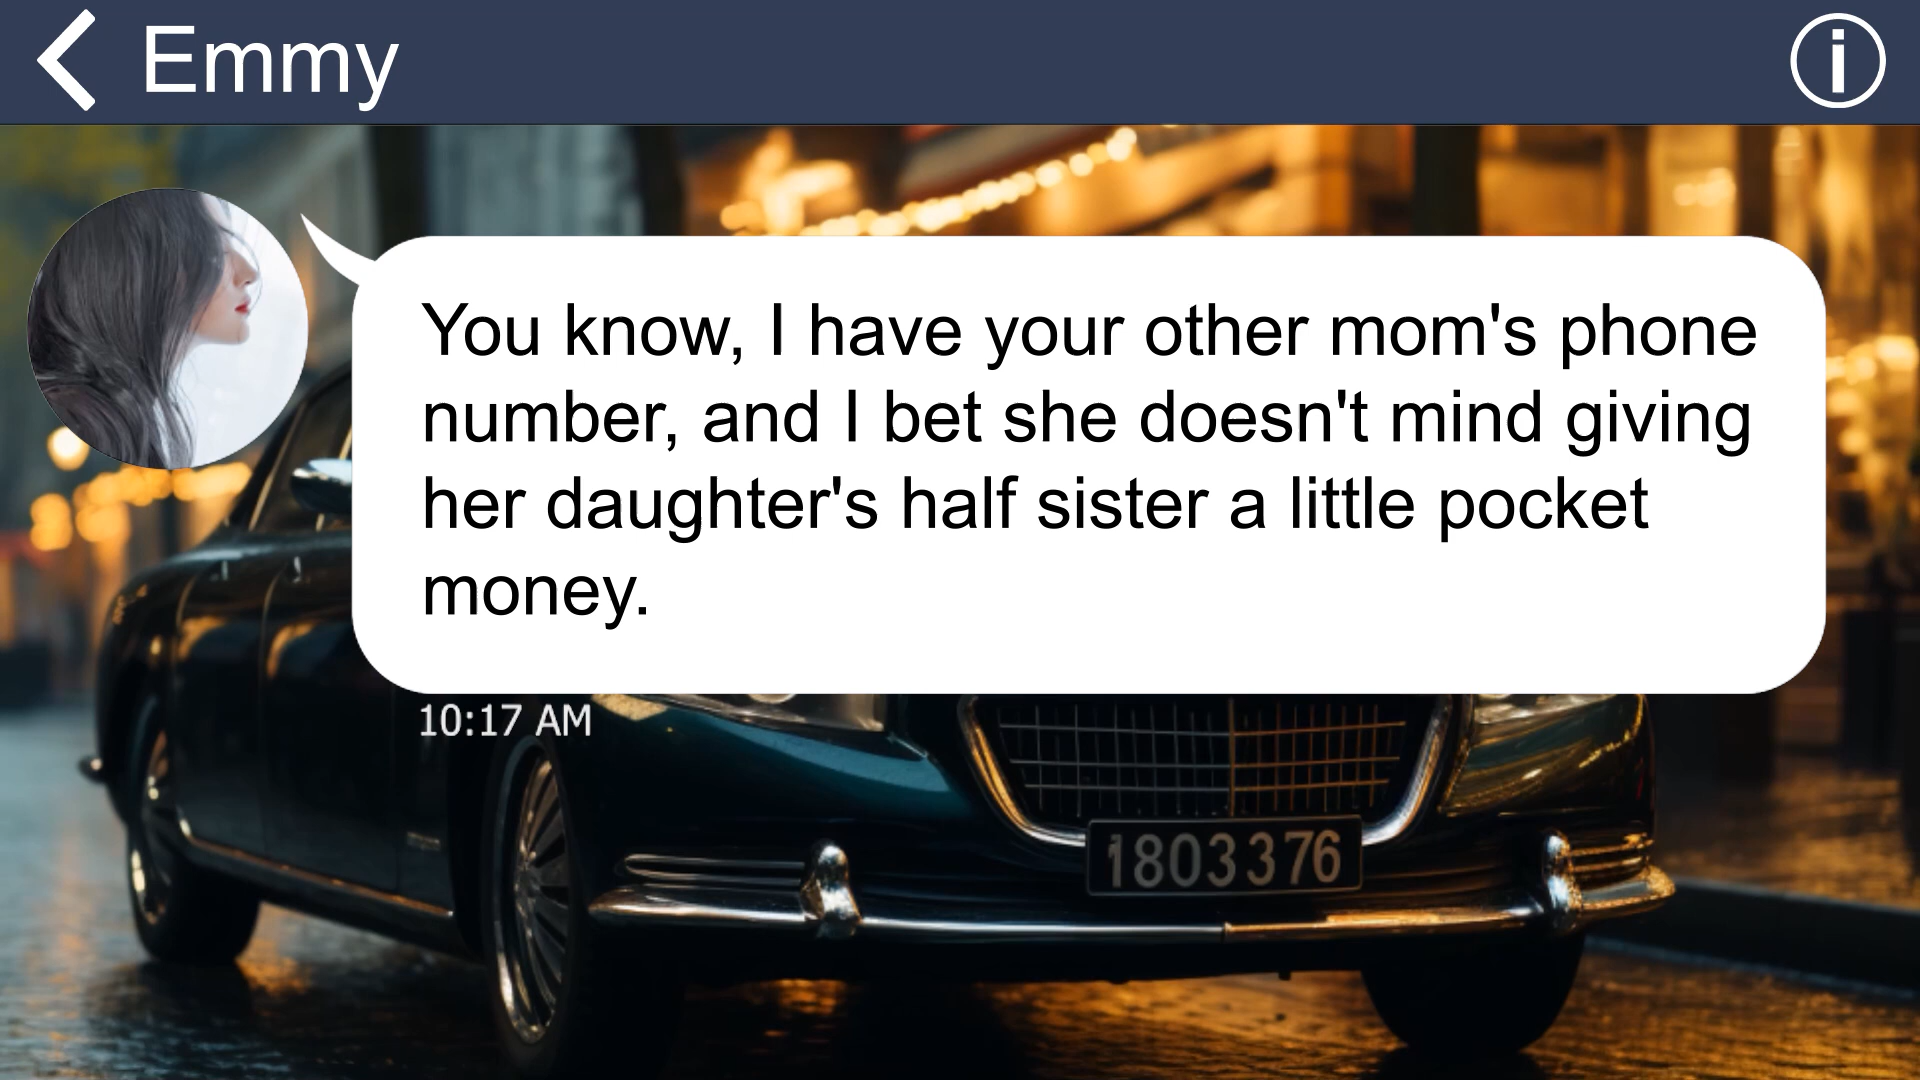 Emmy
You know, I have your other mom's phone
number, and I bet she doesn't mind giving
her daughter's half sister a little pocket
money.
10:17 AM
1803376